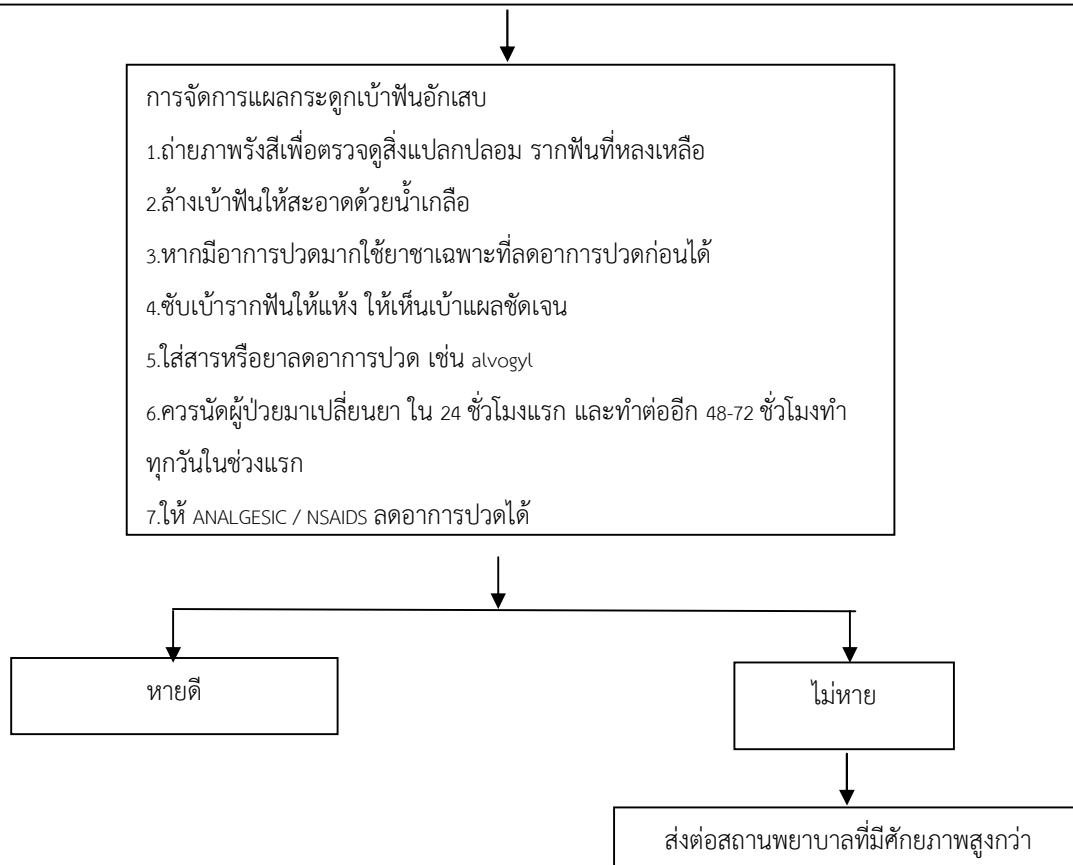 การจัดการแผลกระดูกเบ้าฟันอักเสบ
1.ถ่ายภาพรังสีเพื่อตรวจดูสิ่งแปลกปลอม รากฟันที่หลงเหลือ
2.ล้างเบ้าฟันให้สะอาดด้วยน้ำเกลือ
3.หากมีอาการปวดมากใช้ยาชาเฉพาะที่ลดอาการปวดก่อนได้
4.ซับเบ้ารากฟันให้แห้ง ให้เห็นเบ้าแผลชัดเจน
5.ใส่สารหรือยาลดอาการปวด เช่น alvogyl
6.ควรนัดผู้ป่วยมาเปลี่ยนยา ใน 24 ชั่วโมงแรก และทำต่ออีก 48-72 ชั่วโมงทำ
ทุกวันในช่วงแรก
7.ให้ ANALGESIC / NSAIDS ลดอาการปวดได้
หายดี
ไม่หาย
ส่งต่อสถานพยาบาลที่มีศักยภาพสูงกว่า